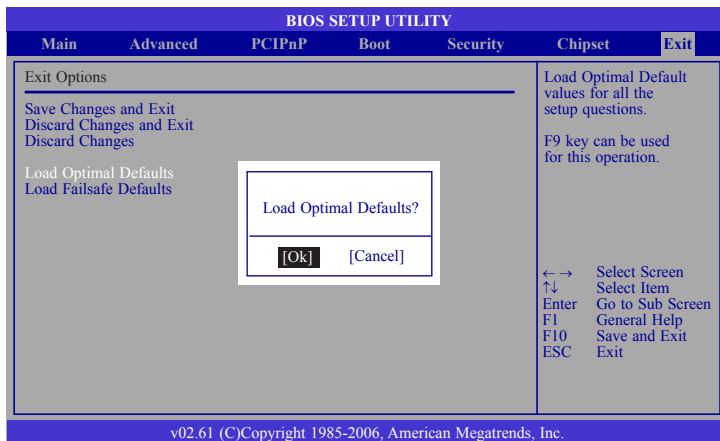 BIOS SETUP UTILITY
Main Advanced PCIPnP Boot Security Chipset Exit
Exit Options
Save Changes and Exit
Discard Changes and Exit
Discard Changes
Load Optimal Defaults
Load Failsafe Defaults
Load Optimal Defaults?
[Ok] [Cancel]
Load Optimal Default
values for all the
setup questions.
F9 key can be used
for this operation.
←→ Select Screen
↑↓ Select Item
Enter Go to Sub Screen
F1 General Help
F10 Save and Exit
ESC Exit
v02.61 (C)Copyright 1985-2006, American Megatrends, Inc.